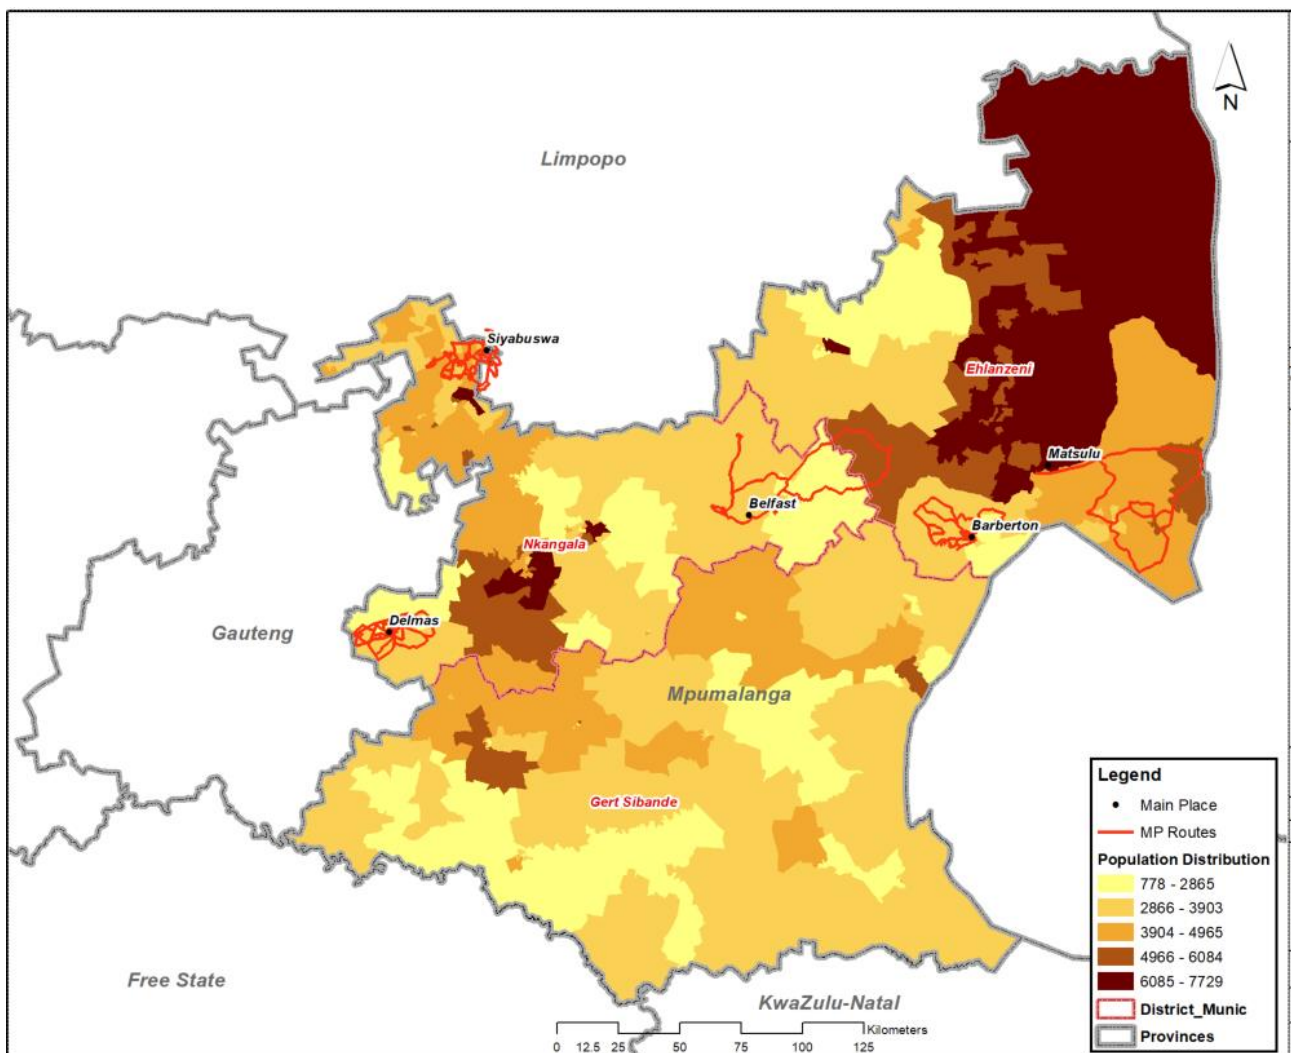 N
Limpopo
Siyabuswa
Ehlanzeni
Matsulu
Belfast
Barberton
Nkangala
Delmas
Gauteng
Mpumalanga
Gert Sibande
Free State
KwaZulu-Natal
Kilometers
0 12.5 25 50 75 100 125
Legend
Main Place
MP Routes
Population Distribution
778 - 2865
2866 - 3903
3904 - 4965
4966 - 6084
6085 - 7729
District_Munic
Provinces